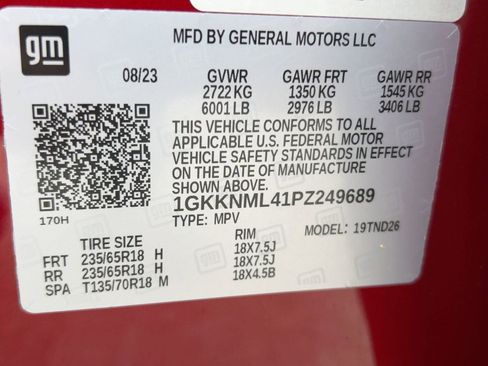 gm
MFD BY GENERAL MOTORS LLC
08/23 GVWR GAWR FRT GAWR RR
2722 KG 1350 KG 1545 KG
6001 LB 2976 LB 3406 LB
THIS VEHICLE CONFORMS TO ALL
APPLICABLE U.S. FEDERAL MOTOR
VEHICLE SAFETY STANDARDS IN EFFECT
ON THE DATE OF MANUFACTURE
SHOWN ABOVE.
1GKKNML41PZ249689
170H
TYPE: MPV MODEL: 19TND26
TIRE SIZE RIM
FRT 235/65R18 H 18X7.5J
RR 235/65R18 H 18X7.5J
SPA T135/70R18 M 18X4.5B